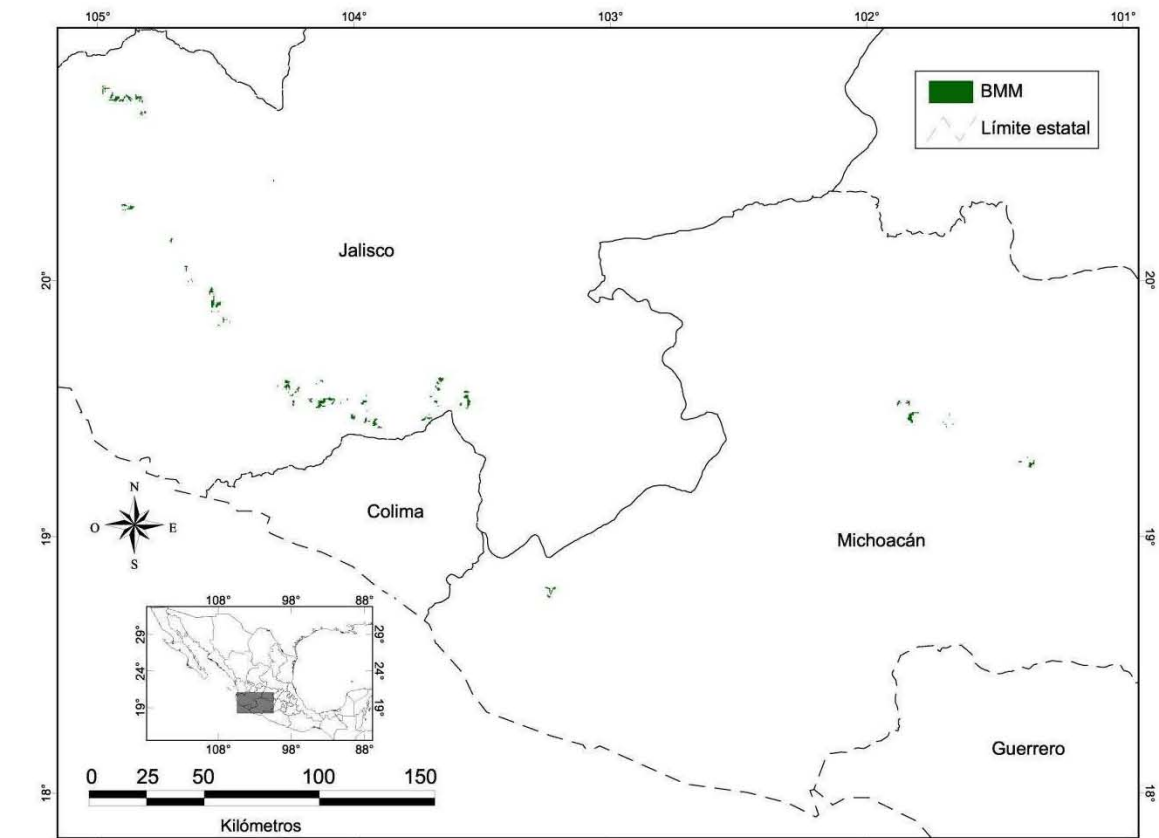 105° 104° 103° 102° 101°
BMM
Límite estatal
Jalisco
20° 20°
Colima
Michoacán
19° 19°
N
O E
S
108° 98° 88°
29° 29°
24° 24°
19° 19°
108° 98° 88°
Guerrero
0 25 50 100 150
18° 18°
Kilómetros